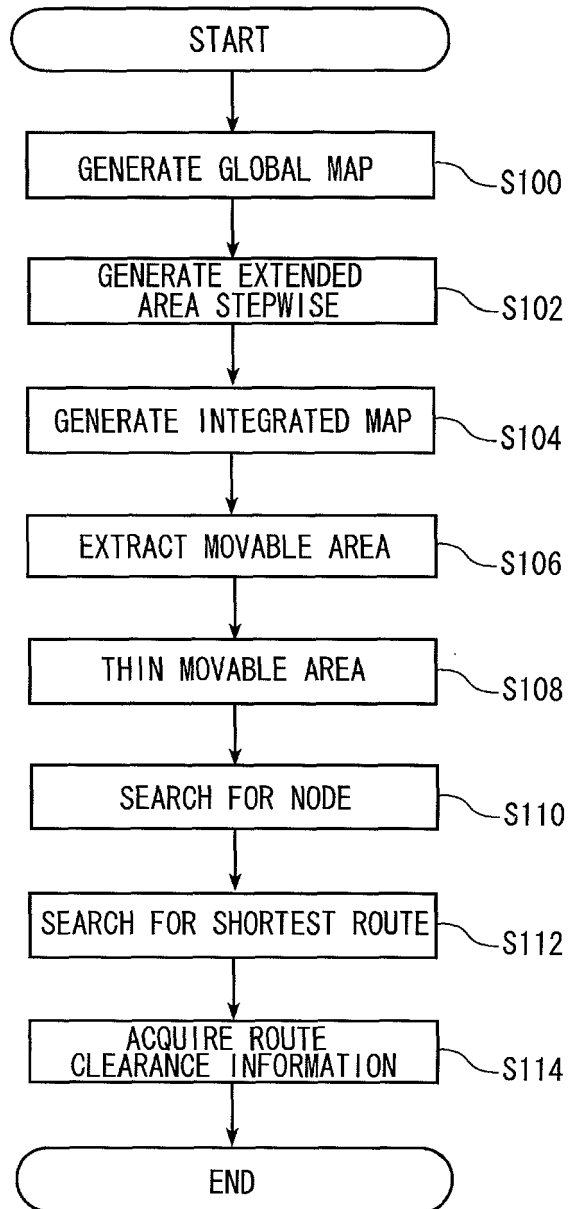 START
GENERATE GLOBAL MAP
S100
GENERATE EXTENDED
AREA STEPWISE
S102
GENERATE INTEGRATED MAP
S104
EXTRACT MOVABLE AREA
S106
THIN MOVABLE AREA
S108
SEARCH FOR NODE
S110
SEARCH FOR SHORTEST ROUTE
S112
ACQUIRE ROUTE
CLEARANCE INFORMATION
S114
END